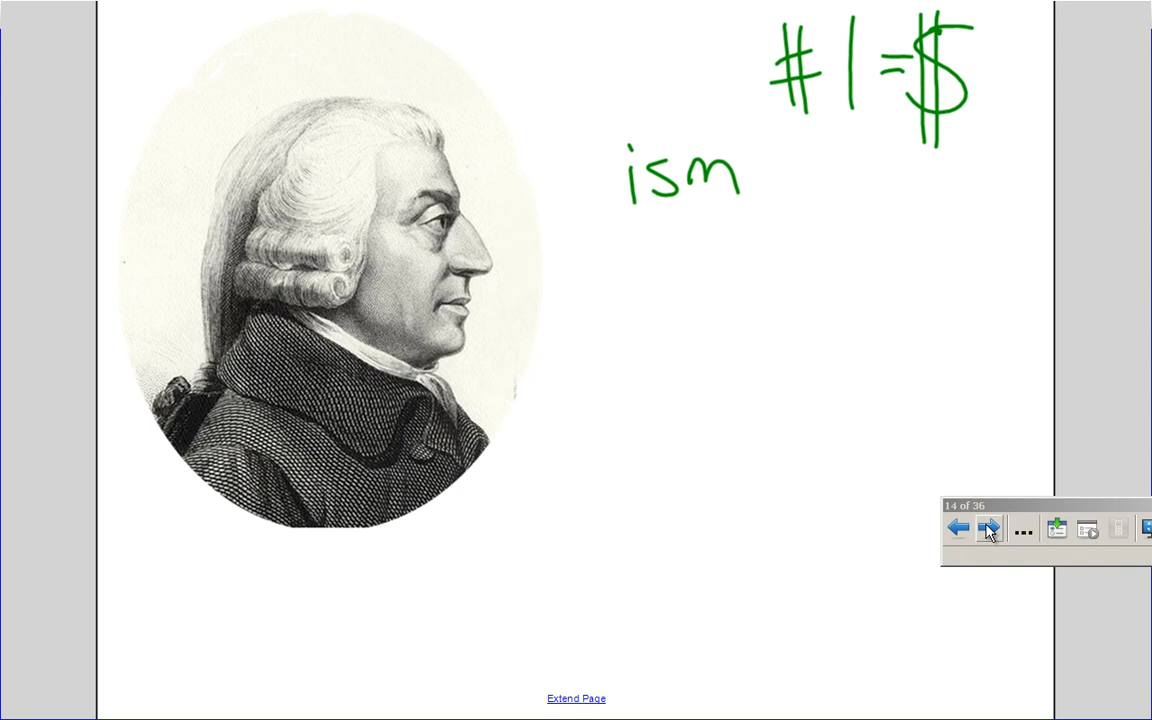 #1=$
ism
14 of 36
...
Extend Page